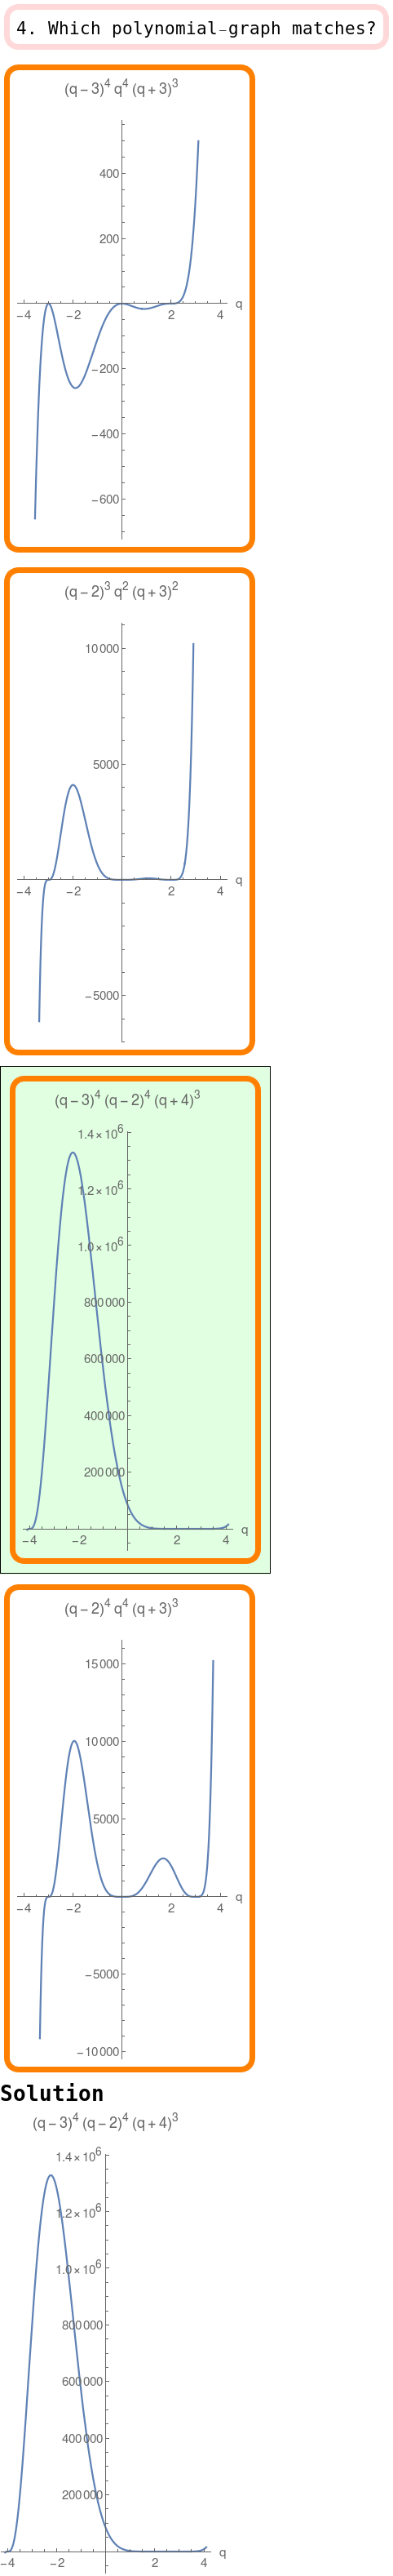 4. Which polynomial-graph matches?
(q-3)^4 q^4 (q+3)^3
400
200
-4 -2 2 4 q
-200
-400
-600
(q-2)^3 q^2 (q+3)^2
10000
5000
-4 -2 2 4 q
-5000
(q-3)^4 (q-2)^4 (q+4)^3
1.4×10^6
1.2×10^6
1.0×10^6
800000
600000
400000
200000
-4 -2 2 4 q
(q-2)^4 q^4 (q+3)^3
15000
10000
5000
-4 -2 2 4 q
-5000
-10000
Solution
(q-3)^4 (q-2)^4 (q+4)^3
1.4×10^6
1.2×10^6
1.0×10^6
800000
600000
400000
200000
-4 -2 2 4 q